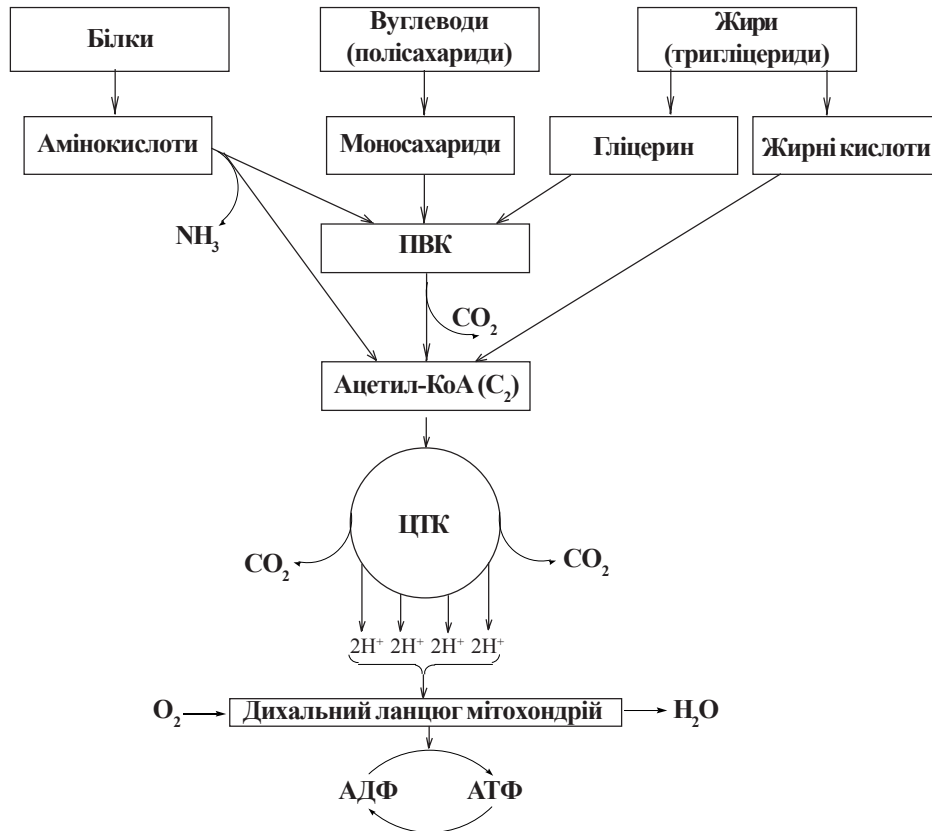 Білки
Вуглеводи
(полісахариди)
Жири
(тригліцериди)
Амінокислоти
Моносахариди
Гліцерин
Жирні кислоти
NH₃
ПВК
CO₂
Ацетил-КоА (C₂)
ЦТК
CO₂
CO₂
2H⁺ 2H⁺ 2H⁺ 2H⁺
O₂
Дихальний ланцюг мітохондрій
H₂O
АДФ
АТФ